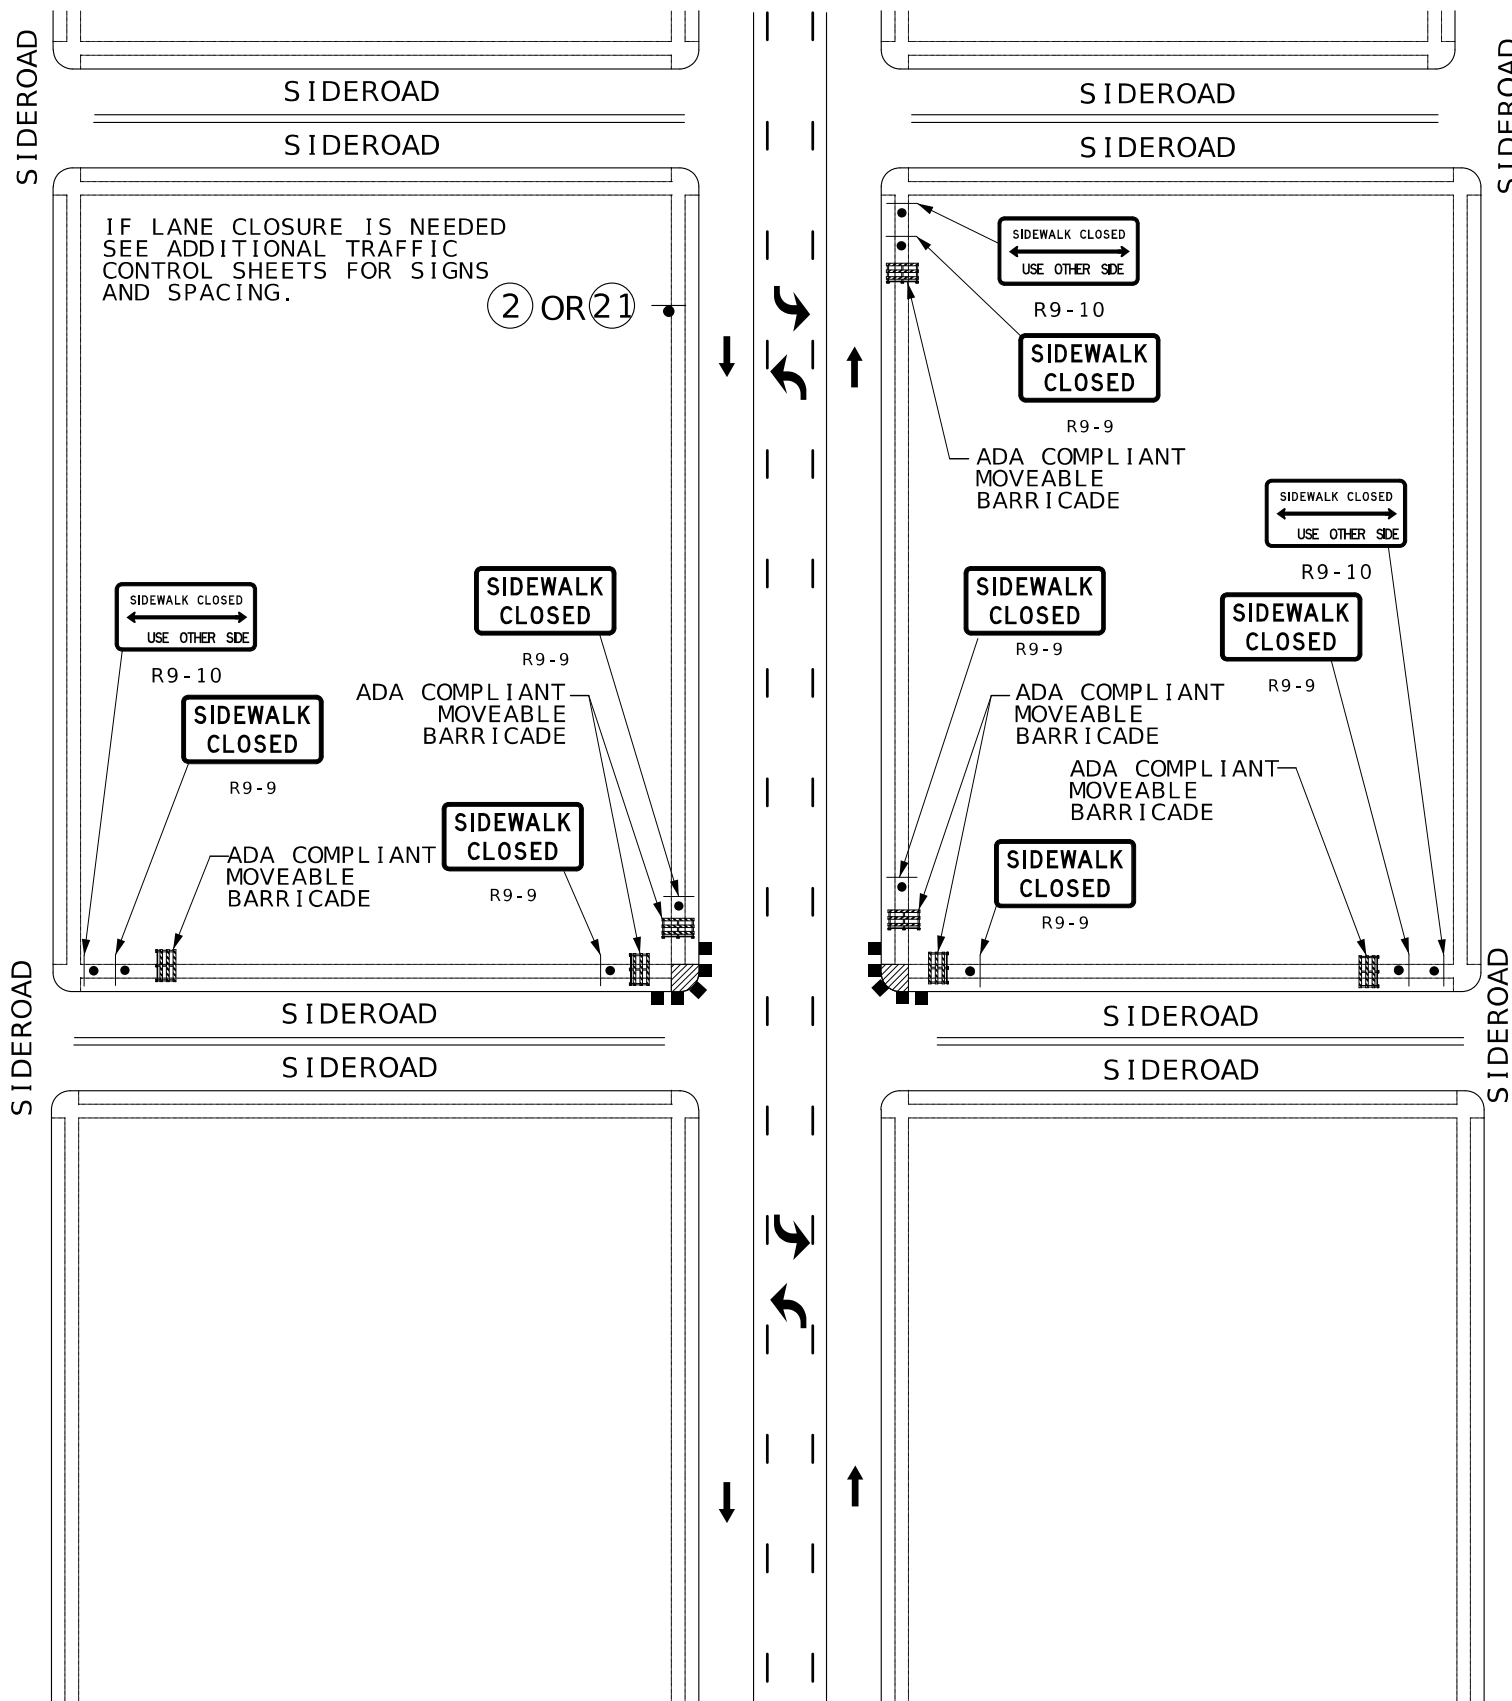 SIDEROAD
SIDEROAD
SIDEROAD
SIDEROAD
SIDEROAD
SIDEROAD
IF LANE CLOSURE IS NEEDED
SEE ADDITIONAL TRAFFIC
CONTROL SHEETS FOR SIGNS
AND SPACING.
2 OR 21
SIDEWALK CLOSED
USE OTHER SIDE
R9-10
SIDEWALK
CLOSED
R9-9
ADA COMPLIANT
MOVEABLE
BARRICADE
SIDEWALK CLOSED
USE OTHER SIDE
R9-10
SIDEWALK
CLOSED
R9-9
SIDEWALK
CLOSED
R9-9
SIDEWALK CLOSED
USE OTHER SIDE
R9-10
SIDEWALK
CLOSED
R9-9
SIDEWALK
CLOSED
R9-9
ADA COMPLIANT
MOVEABLE
BARRICADE
ADA COMPLIANT
MOVEABLE
BARRICADE
ADA COMPLIANT
MOVEABLE
BARRICADE
SIDEWALK
CLOSED
R9-9
ADA COMPLIANT
MOVEABLE
BARRICADE
SIDEWALK
CLOSED
R9-9
SIDEROAD
SIDEROAD
SIDEROAD
SIDEROAD
SIDEROAD
SIDEROAD